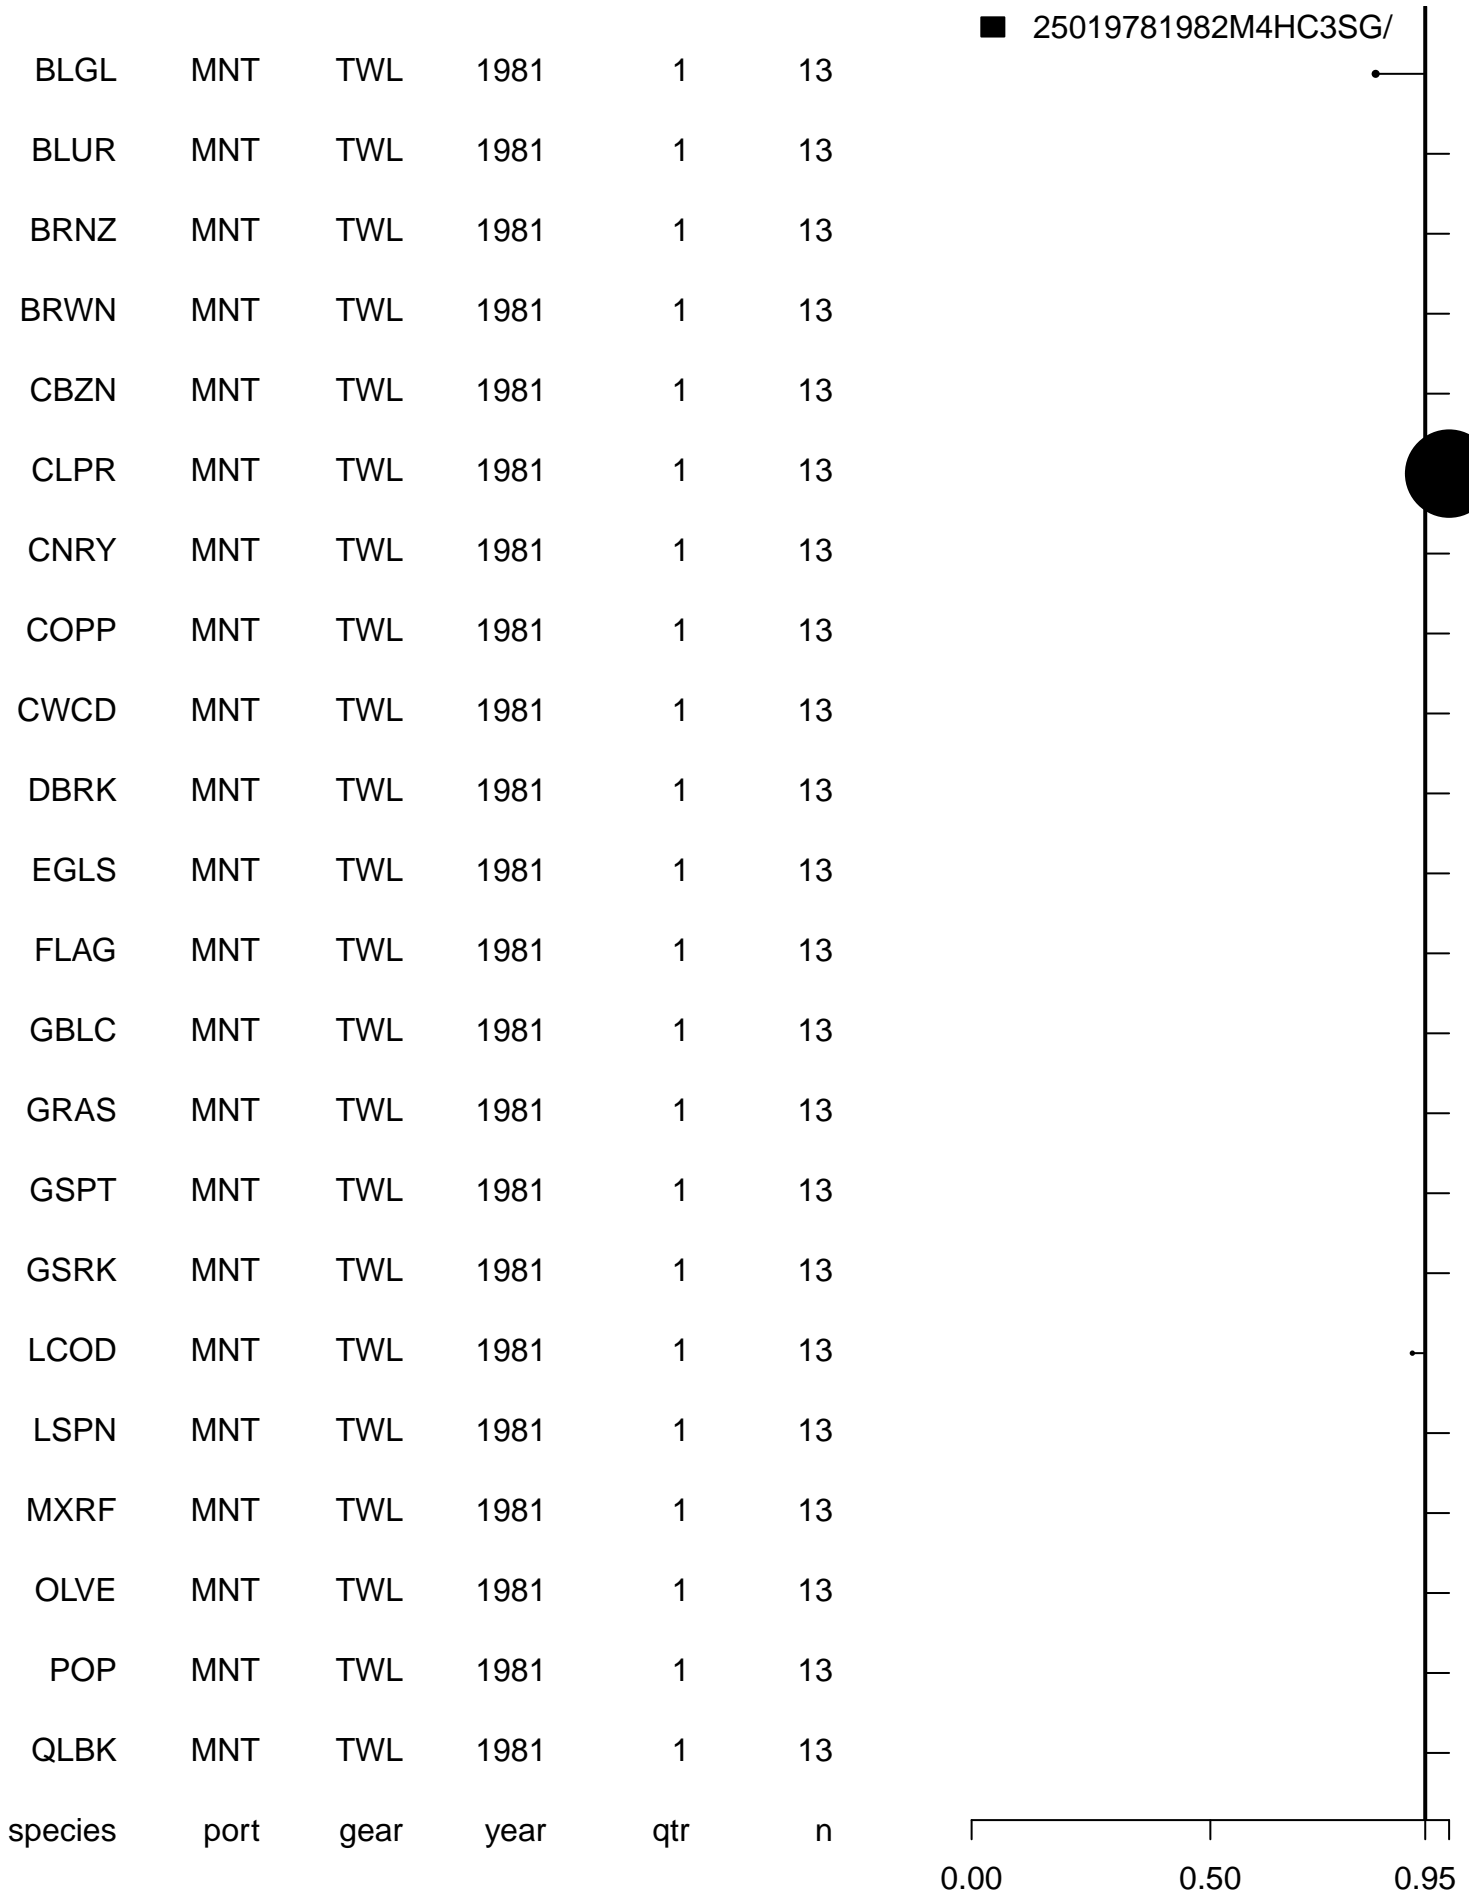 25019781982M4HC3SG/
BLGL MNT TWL 1981 1 13
BLUR MNT TWL 1981 1 13
BRNZ MNT TWL 1981 1 13
BRWN MNT TWL 1981 1 13
CBZN MNT TWL 1981 1 13
CLPR MNT TWL 1981 1 13
CNRY MNT TWL 1981 1 13
COPP MNT TWL 1981 1 13
CWCD MNT TWL 1981 1 13
DBRK MNT TWL 1981 1 13
EGLS MNT TWL 1981 1 13
FLAG MNT TWL 1981 1 13
GBLC MNT TWL 1981 1 13
GRAS MNT TWL 1981 1 13
GSPT MNT TWL 1981 1 13
GSRK MNT TWL 1981 1 13
LCOD MNT TWL 1981 1 13
LSPN MNT TWL 1981 1 13
MXRF MNT TWL 1981 1 13
OLVE MNT TWL 1981 1 13
POP MNT TWL 1981 1 13
QLBK MNT TWL 1981 1 13
species port gear year qtr n
0.00 0.50 0.95